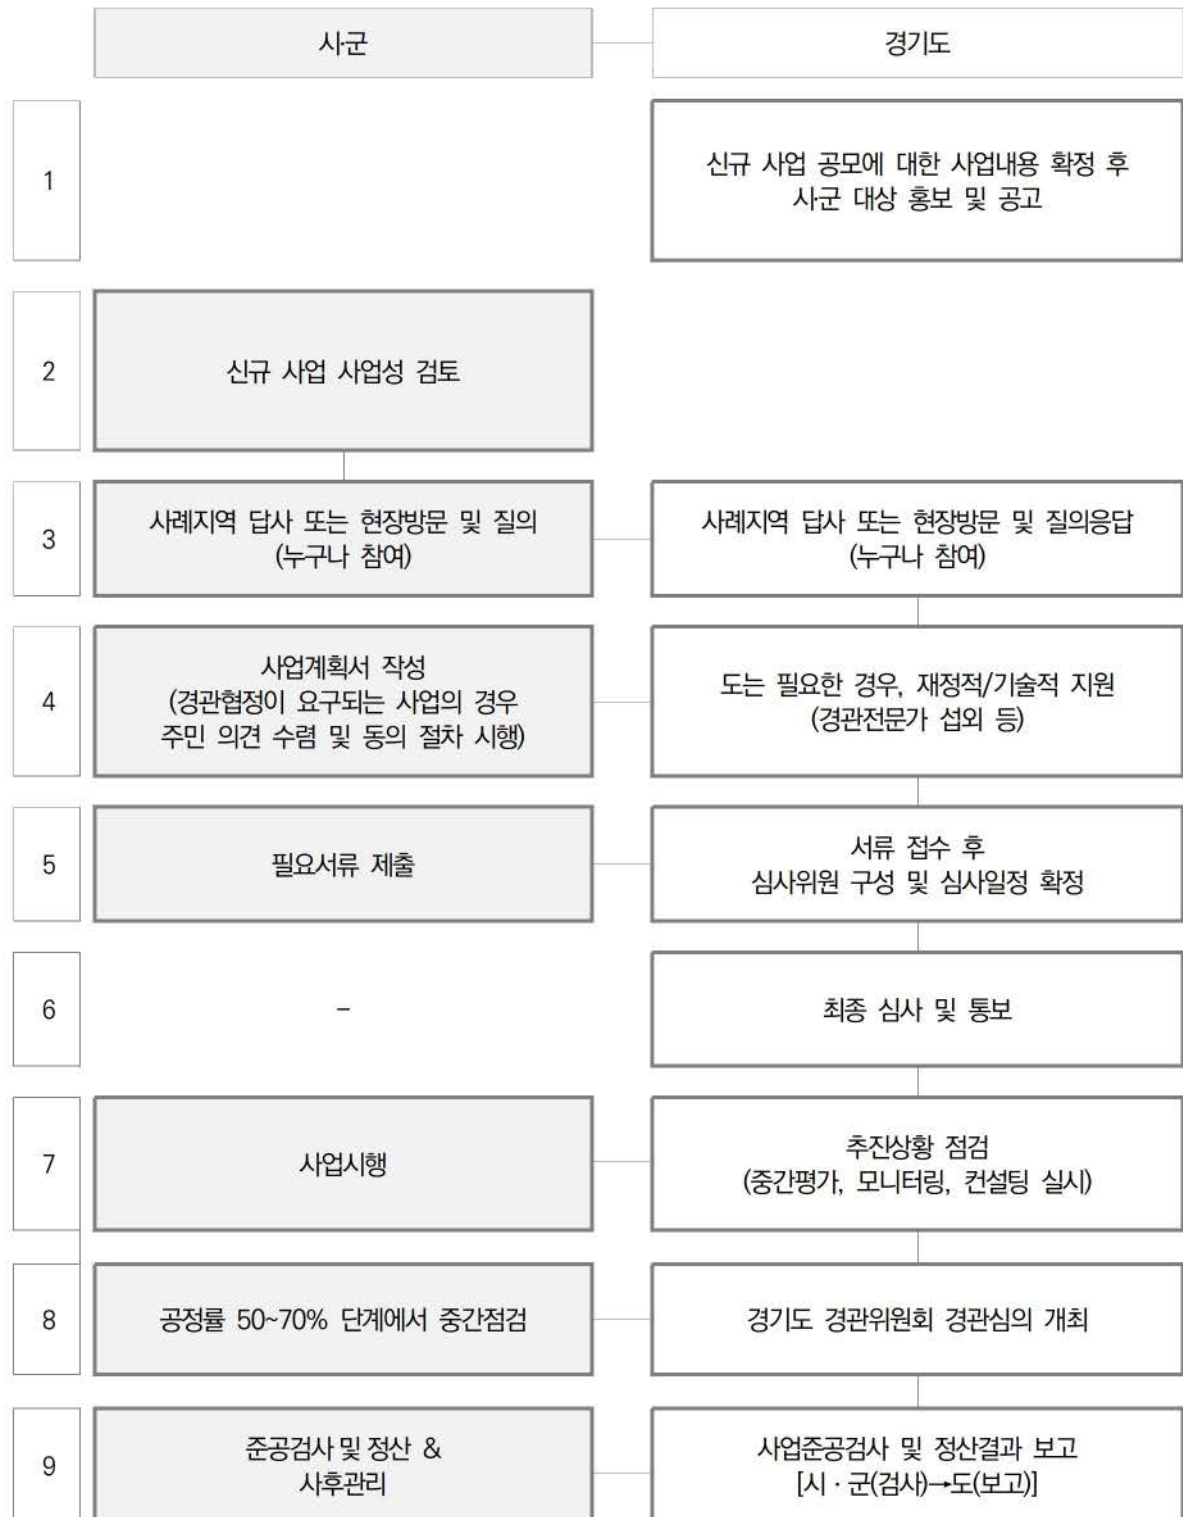 시·군
경기도
1
신규 사업 공모에 대한 사업내용 확정 후
시·군 대상 홍보 및 공고
2
신규 사업 사업성 검토
3
사례지역 답사 또는 현장방문 및 질의
(누구나 참여)
사례지역 답사 또는 현장방문 및 질의응답
(누구나 참여)
4
사업계획서 작성
(경관협정이 요구되는 사업의 경우
주민 의견 수렴 및 동의 절차 시행)
도는 필요한 경우, 재정적/기술적 지원
(경관전문가 섭외 등)
5
필요서류 제출
서류 접수 후
심사위원 구성 및 심사일정 확정
6
–
최종 심사 및 통보
7
사업시행
추진상황 점검
(중간평가, 모니터링, 컨설팅 실시)
8
공정률 50~70% 단계에서 중간점검
경기도 경관위원회 경관심의 개최
9
준공검사 및 정산 &
사후관리
사업준공검사 및 정산결과 보고
[시 · 군(검사)→도(보고)]